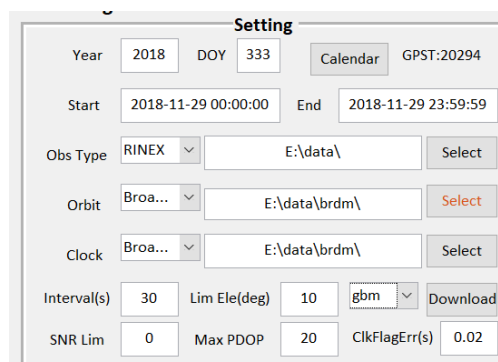 Setting
Year 2018 DOY 333 Calendar GPST:20294
Start 2018-11-29 00:00:00 End 2018-11-29 23:59:59
Obs Type RINEX E:\data\ Select
Orbit Broa... E:\data\brdm\ Select
Clock Broa... E:\data\brdm\ Select
Interval(s) 30 Lim Ele(deg) 10 gbm Download
SNR Lim 0 Max PDOP 20 ClkFlagErr(s) 0.02